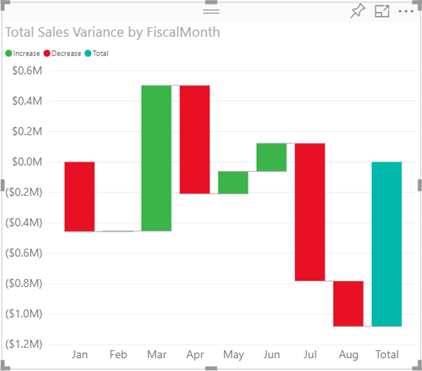 Total Sales Variance by FiscalMonth
Increase Decrease Total
$0.6M
$0.4M
$0.2M
$0.0M
($0.2M)
($0.4M)
($0.6M)
($0.8M)
($1.0M)
($1.2M)
Jan Feb Mar Apr May Jun Jul Aug Total